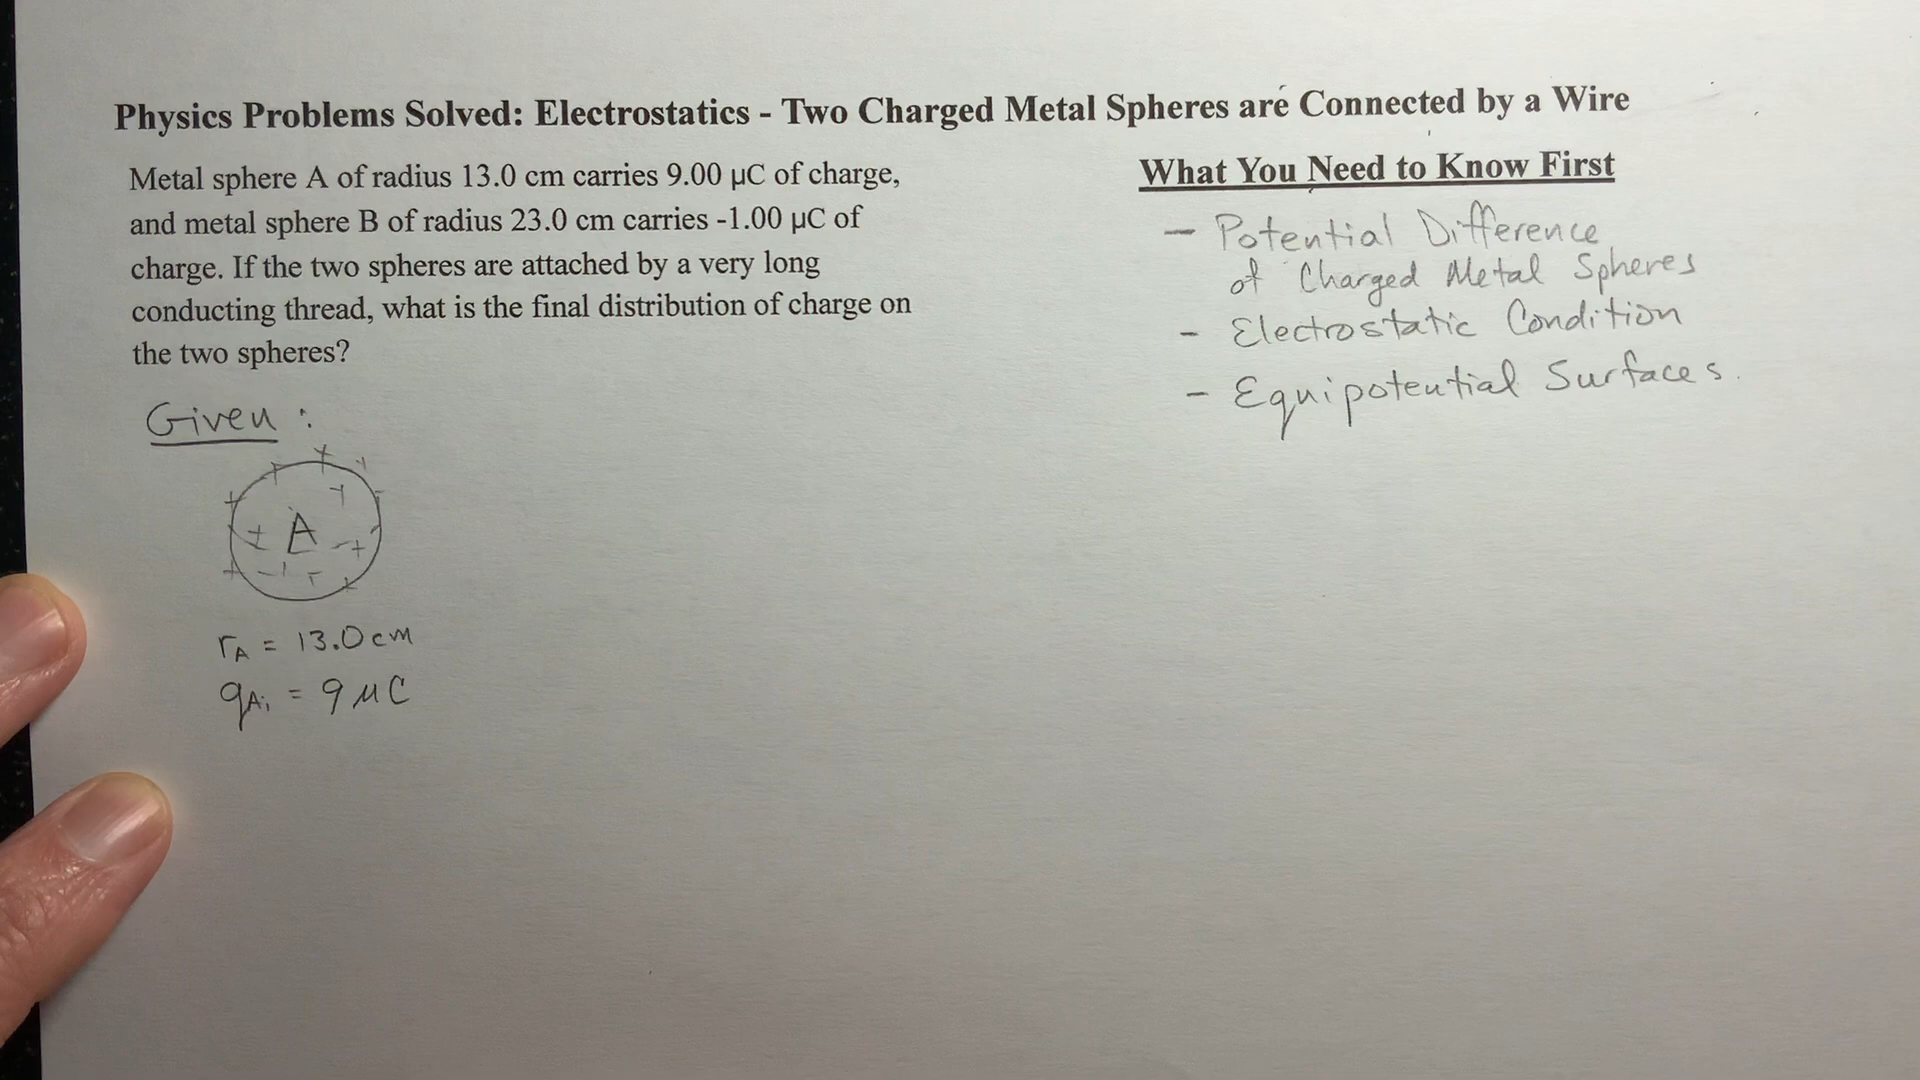 Physics Problems Solved: Electrostatics - Two Charged Metal Spheres are Connected by a Wire
Metal sphere A of radius 13.0 cm carries 9.00 µC of charge,
and metal sphere B of radius 23.0 cm carries -1.00 µC of
charge. If the two spheres are attached by a very long
conducting thread, what is the final distribution of charge on
the two spheres?
What You Need to Know First
- Potential Difference
of Charged Metal Spheres
- Electrostatic Condition
- Equipotential Surfaces.
Given :
A
rA = 13.0 cm
qAi = 9 µC